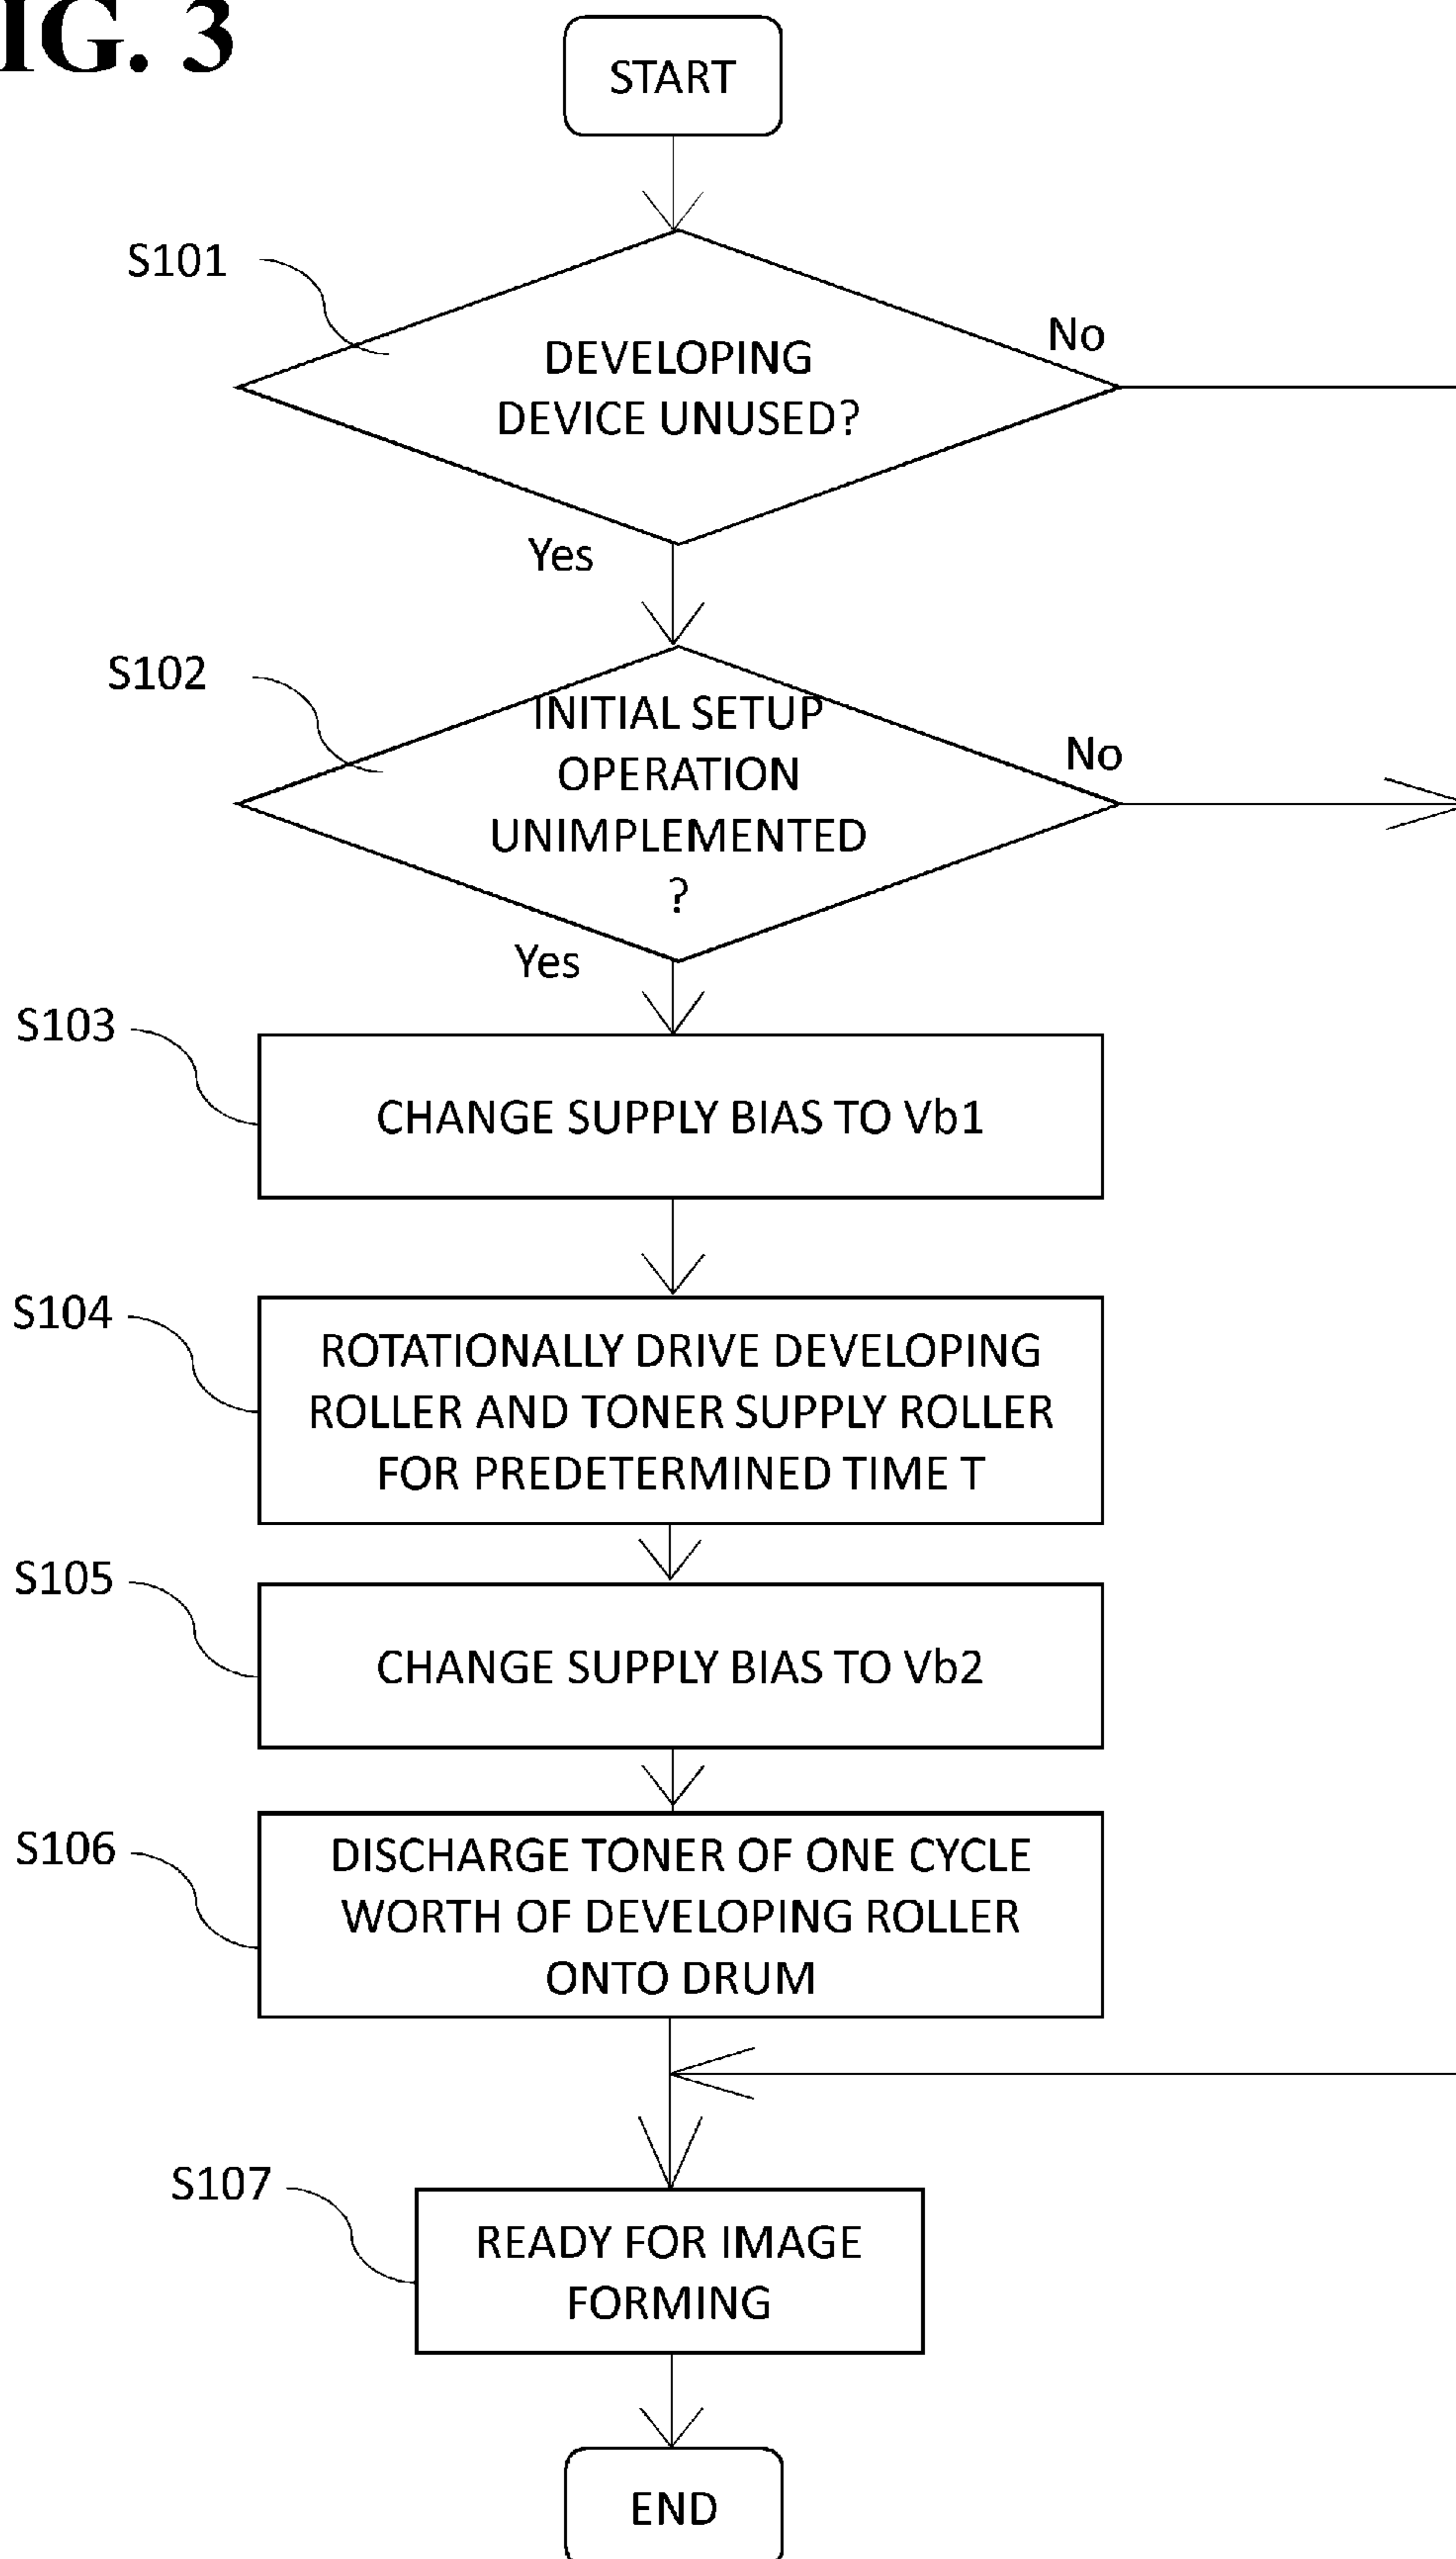 IG. 3
START
S101
DEVELOPING
DEVICE UNUSED?
No
Yes
S102
INITIAL SETUP
OPERATION
UNIMPLEMENTED
?
No
Yes
S103
CHANGE SUPPLY BIAS TO Vb1
S104
ROTATIONALLY DRIVE DEVELOPING
ROLLER AND TONER SUPPLY ROLLER
FOR PREDETERMINED TIME T
S105
CHANGE SUPPLY BIAS TO Vb2
S106
DISCHARGE TONER OF ONE CYCLE
WORTH OF DEVELOPING ROLLER
ONTO DRUM
S107
READY FOR IMAGE
FORMING
END